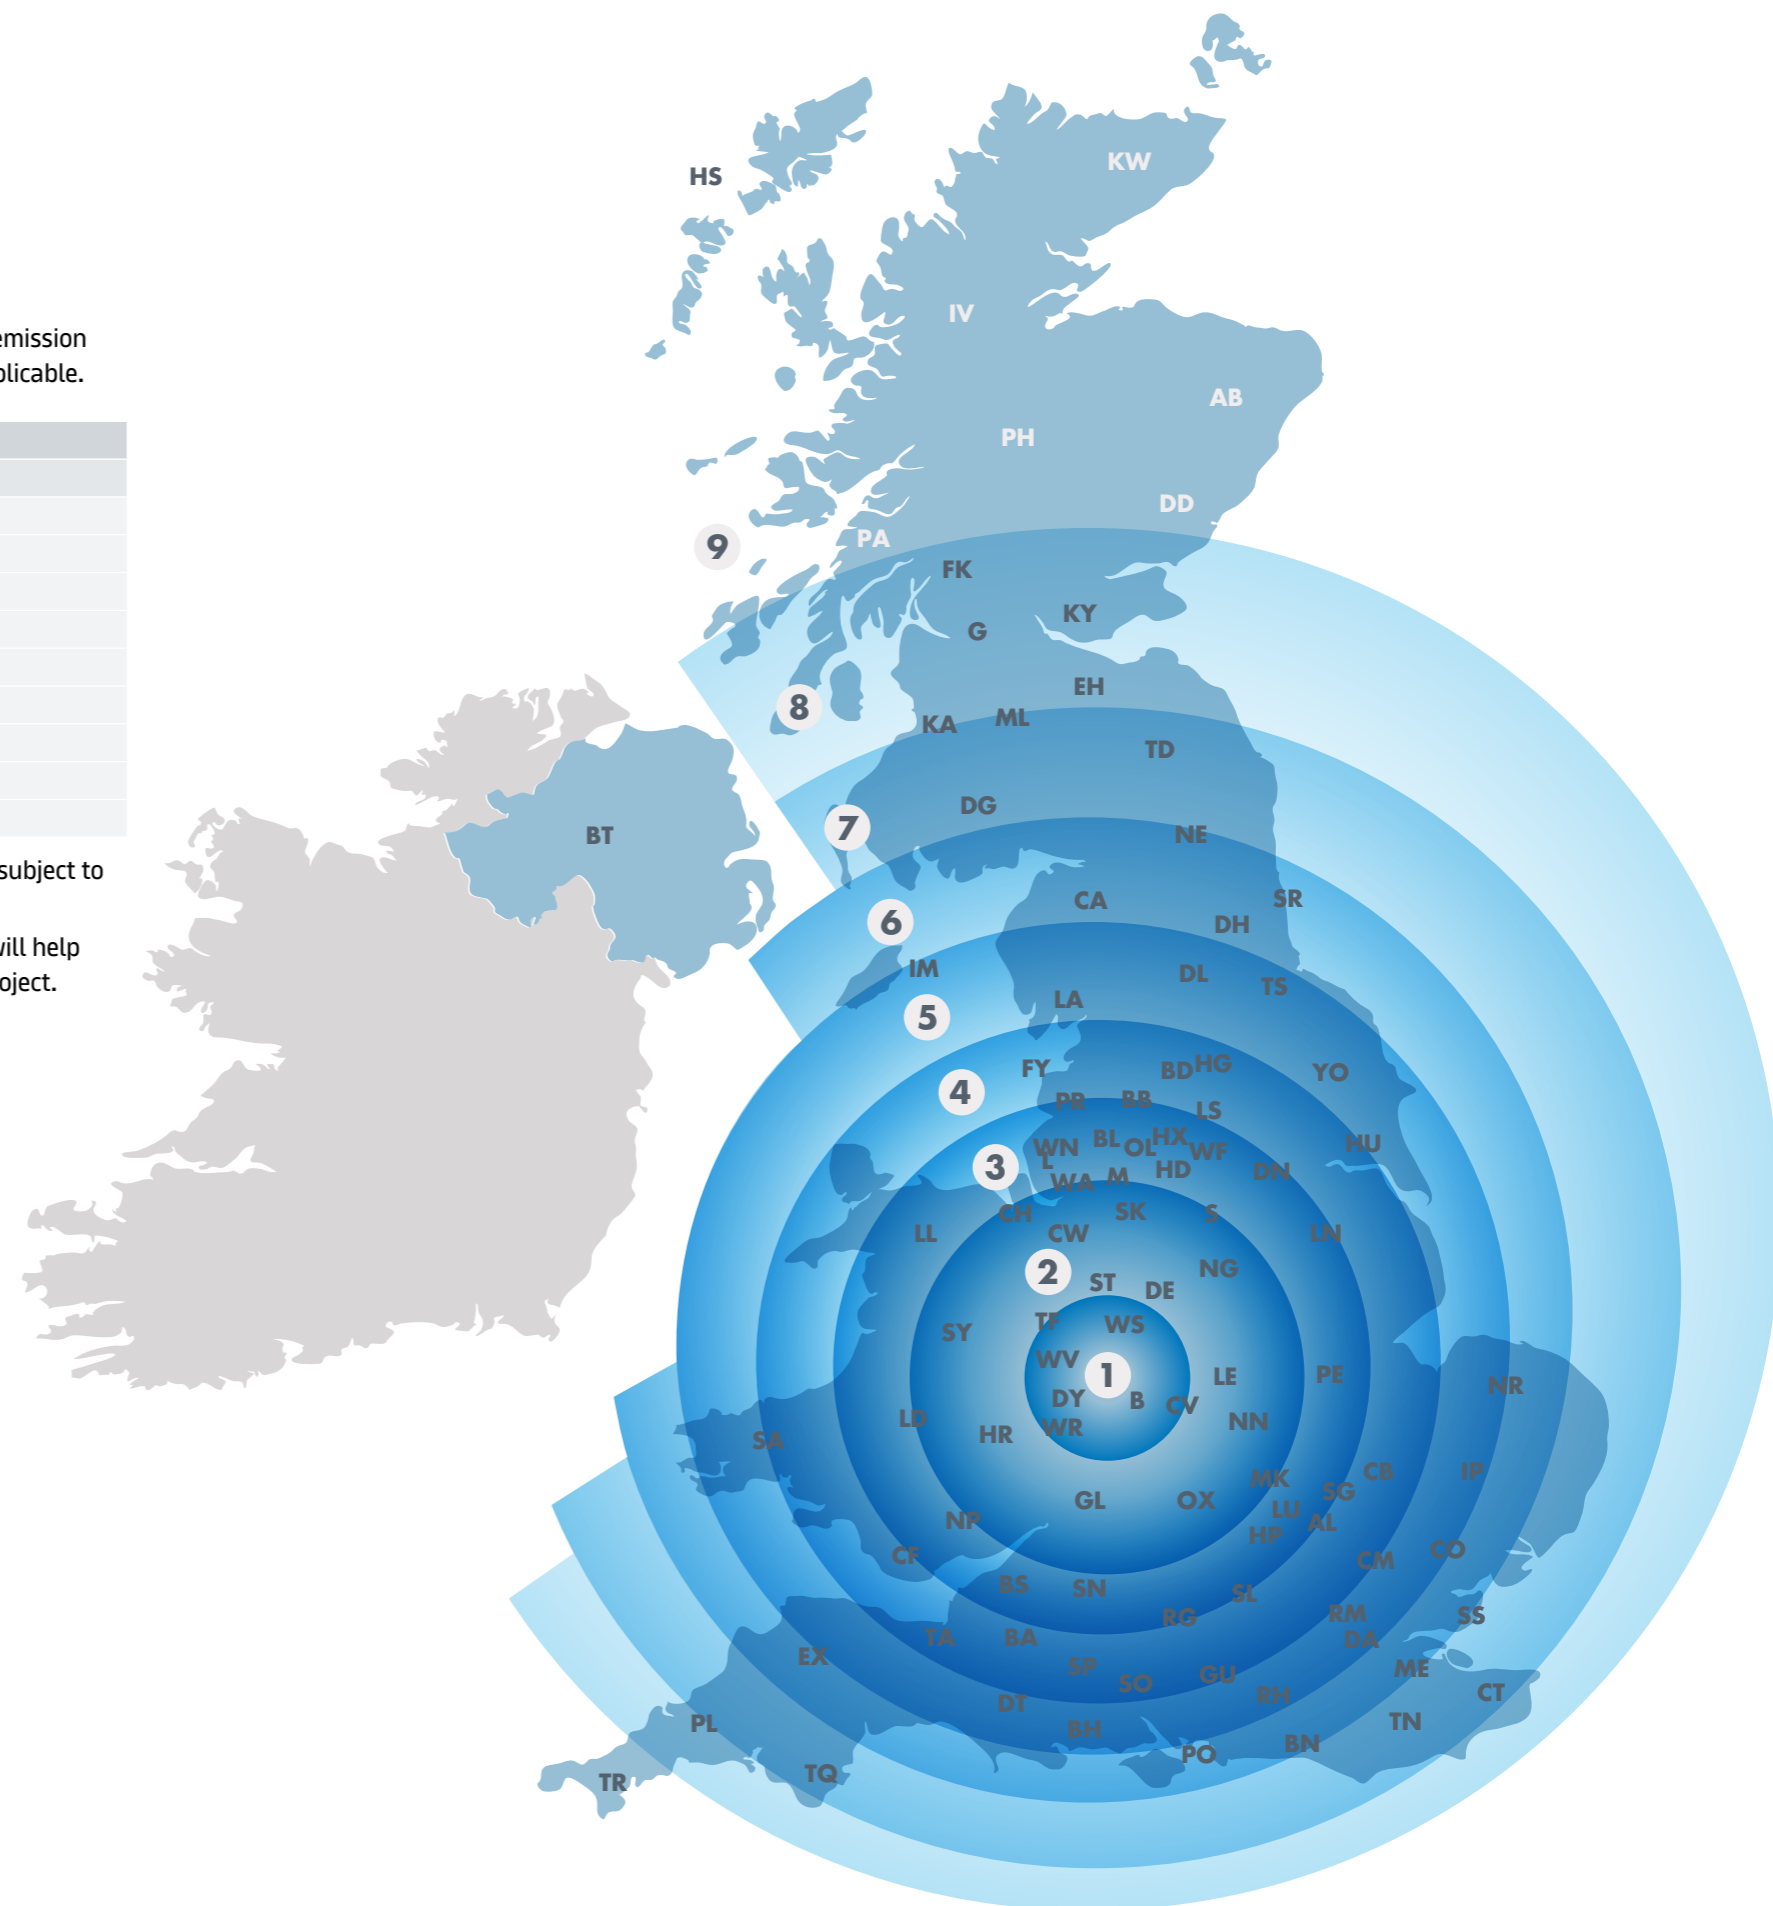 HS
KW
IV
emission
plicable.
AB
PH
DD
PA
9
FK
KY
G
EH
8
KA
ML
TD
DG
7
NE
BT
subject to
CA
SR
6
DH
will help
IM
DL
TS
oject.
LA
5
FY
BD
HG
YO
4
PR
BB
LS
WN
BL
OL
HX
WF
HU
3
L
WA
M
HD
DN
CH
SK
S
LL
CW
LN
2
ST
DE
NG
SY
TF
WS
WV
1
LE
PE
NR
DY
B
CV
LD
HR
WR
NN
SA
MK
SG
CB
IP
GL
OX
LU
AL
NP
HP
CF
CM
CO
BS
SN
SL
RG
RM
SS
TA
BA
DA
EX
SP
SO
GU
ME
DT
RH
CT
PL
BH
TN
PO
BN
TR
TQ